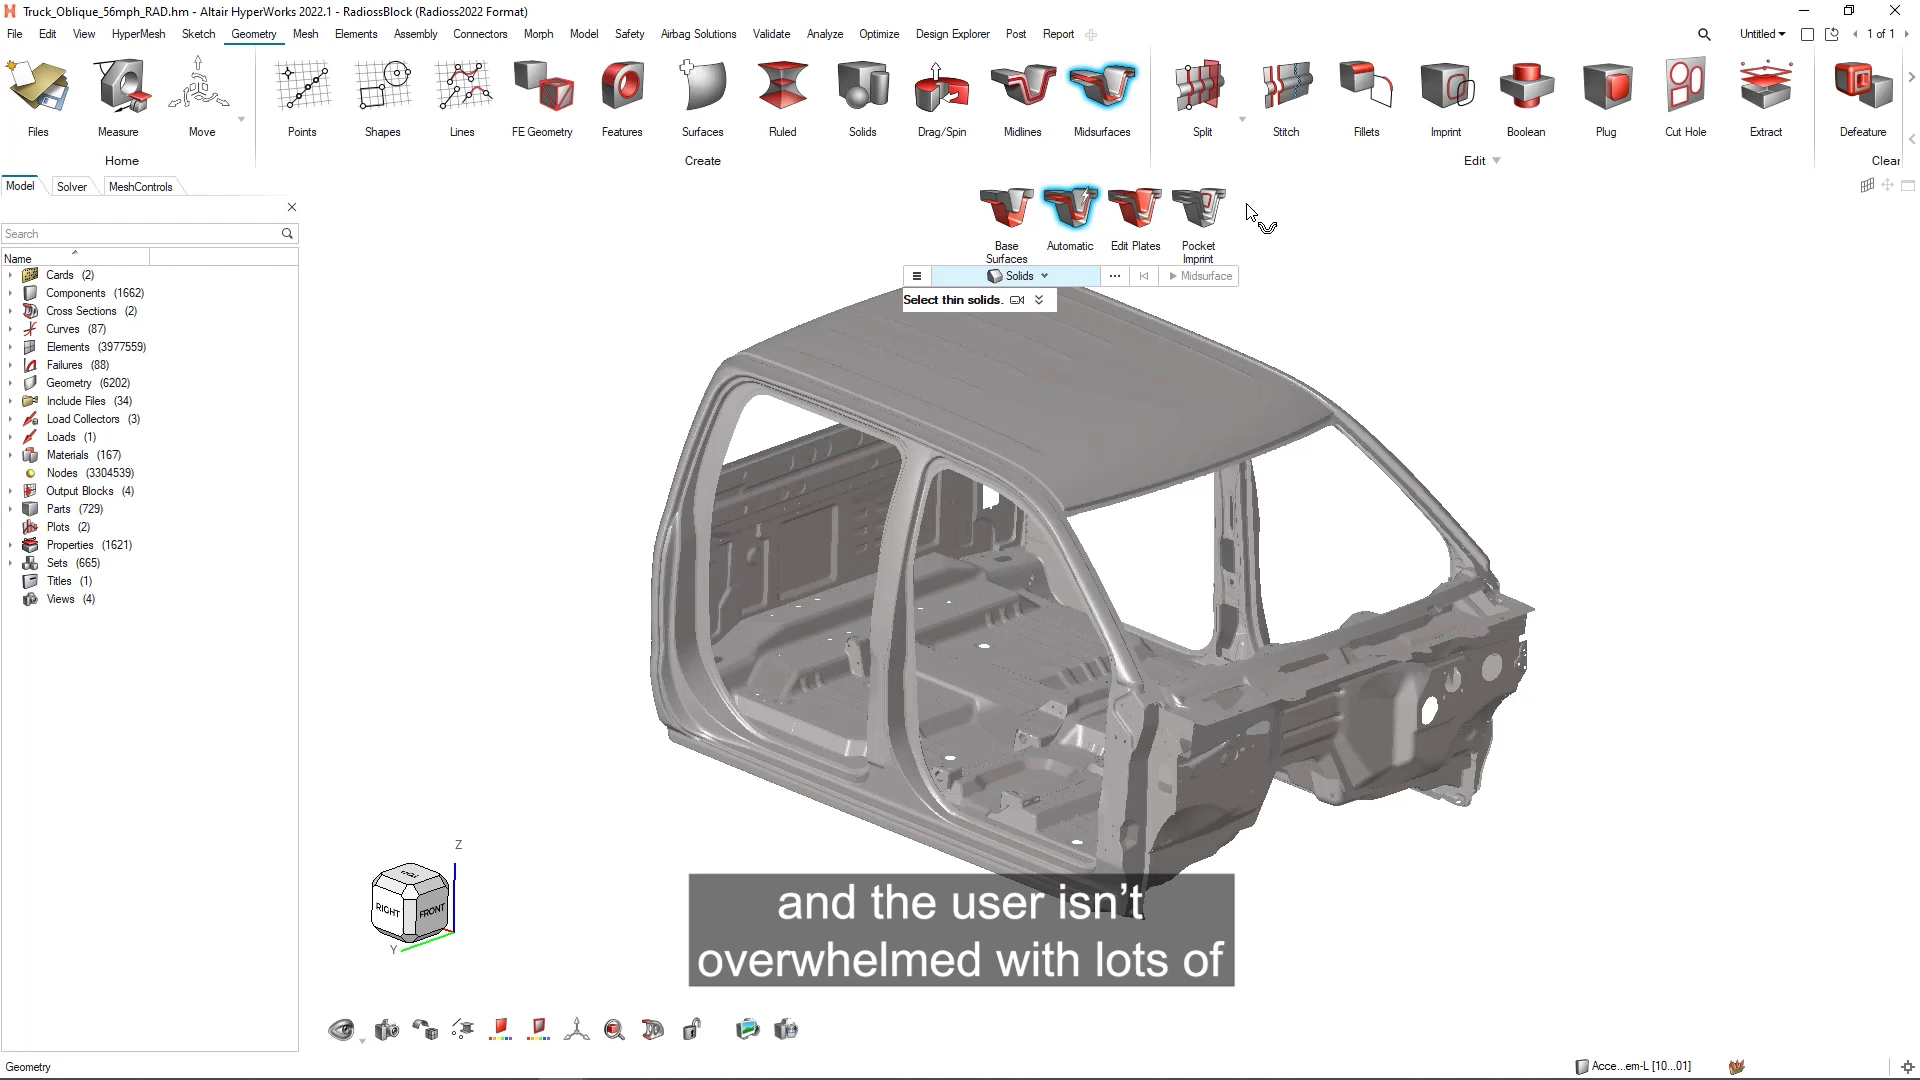 Truck_Oblique_56mph_RAD.hm - Altair HyperWorks 2022.1 - RadiossBlock (Radioss2022 Format)
File Edit View HyperMesh Sketch Geometry Mesh Elements Assembly Connectors Morph Model Safety Airbag Solutions Validate Analyze Optimize Design Explorer Post Report Untitled 1 of 1
Files Measure Move Points Shapes Lines FE Geometry Features Surfaces Ruled Solids Drag/Spin Midlines Midsurfaces Split Stitch Fillets Imprint Boolean Plug Cut Hole Extract Defeature
Home Create Edit Clear
Model Solver MeshControls
Search
Name
Cards (2)
Components (1662)
Cross Sections (2)
Curves (87)
Elements (3977559)
Failures (88)
Geometry (6202)
Include Files (34)
Load Collectors (3)
Loads (1)
Materials (167)
Nodes (3304539)
Output Blocks (4)
Parts (729)
Plots (2)
Properties (1621)
Sets (665)
Titles (1)
Views (4)
Base Surfaces
Automatic
Edit Plates
Pocket Imprint
Solids Midsurface
Select thin solids.
Z
RIGHT FRONT
Y
and the user isn’t
overwhelmed with lots of
Geometry Acce...em-L [10...01]